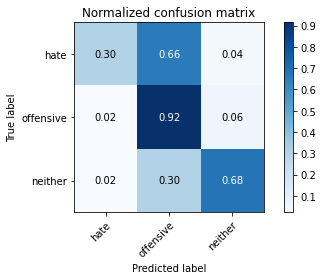 Normalized confusion matrix
hate 0.30 0.66 0.04
offensive 0.02 0.92 0.06
neither 0.02 0.30 0.68
True label
hate offensive neither
Predicted label
0.9
0.8
0.7
0.6
0.5
0.4
0.3
0.2
0.1